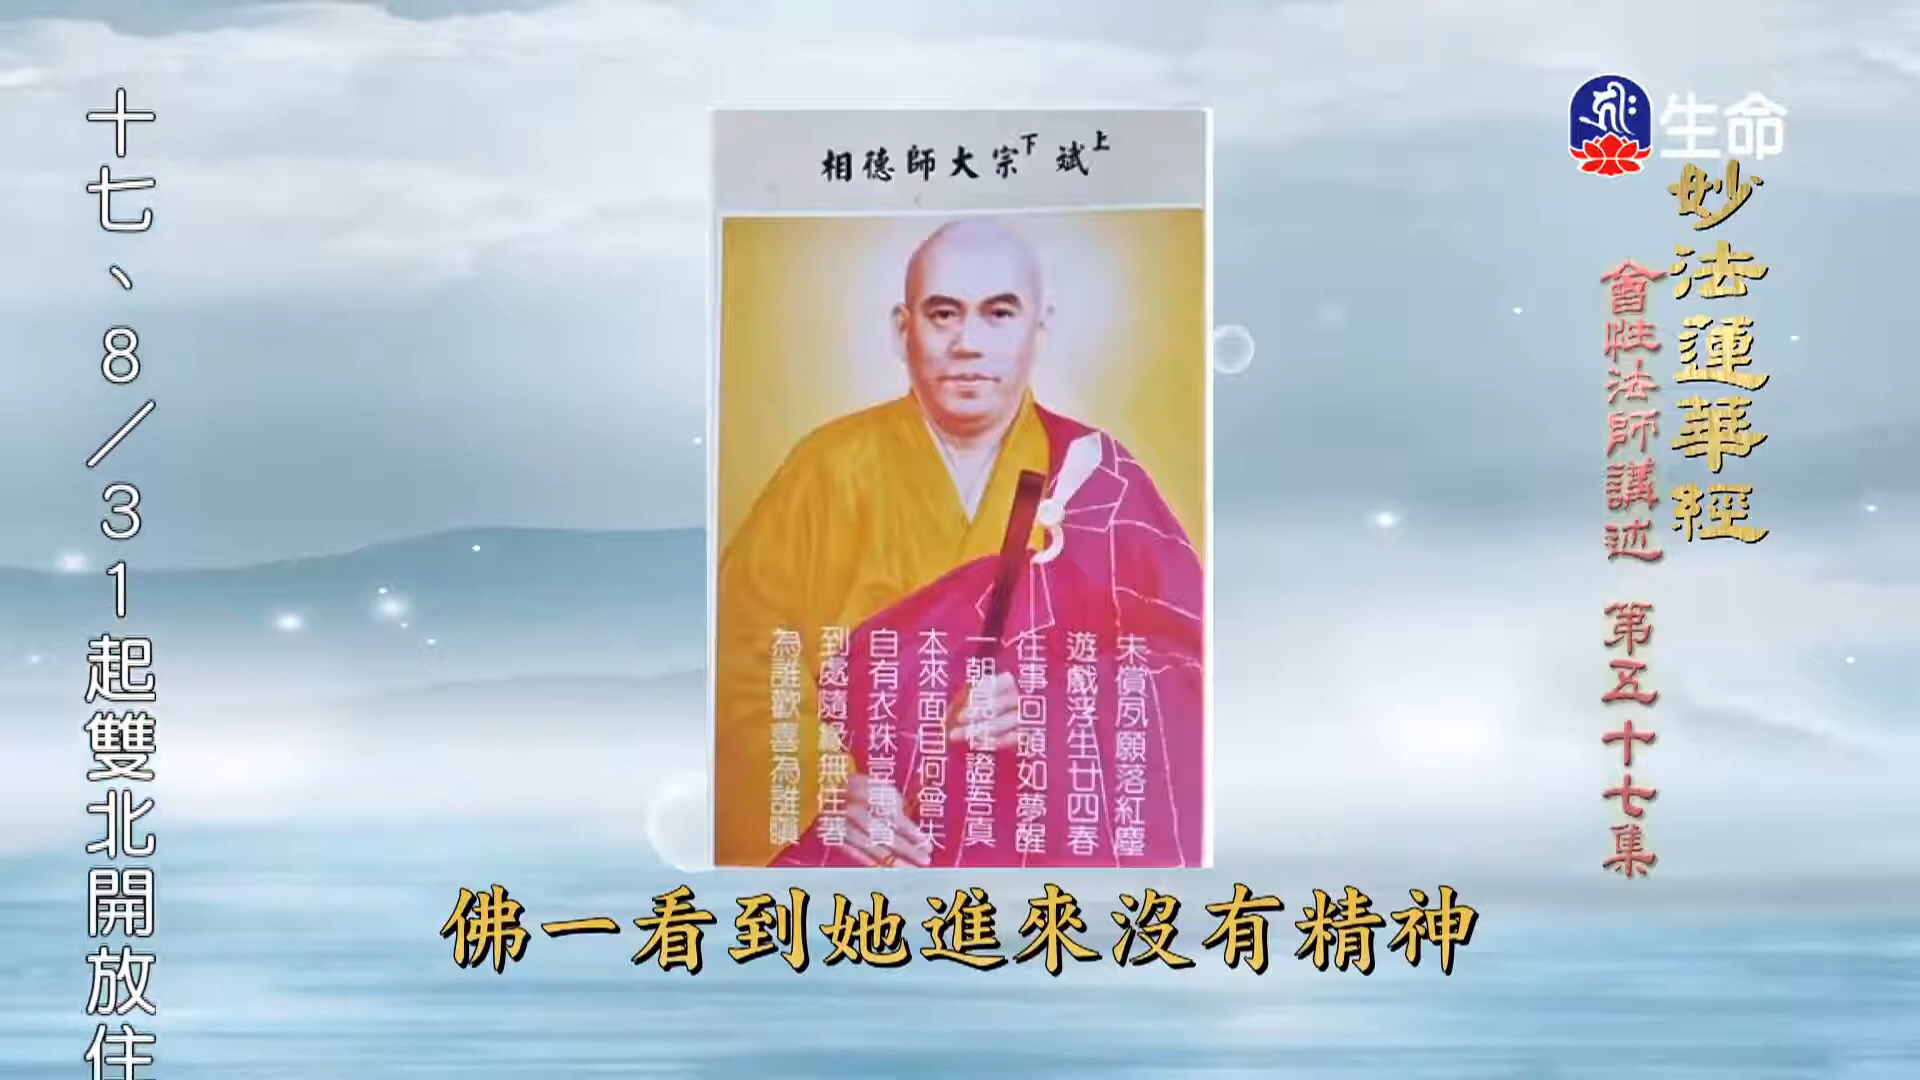 生命
妙法蓮華經
會性法師講述 第五十七集
上斌下宗大師德相
未償夙願落紅塵
遊戲浮生廿四春
往事回頭如夢醒
一朝見性證吾真
本來面目何曾失
自有衣珠豈患貧
到處隨緣無住著
為誰歡喜為誰瞋
十七、8/31起雙北開放住
佛一看到她進來沒有精神